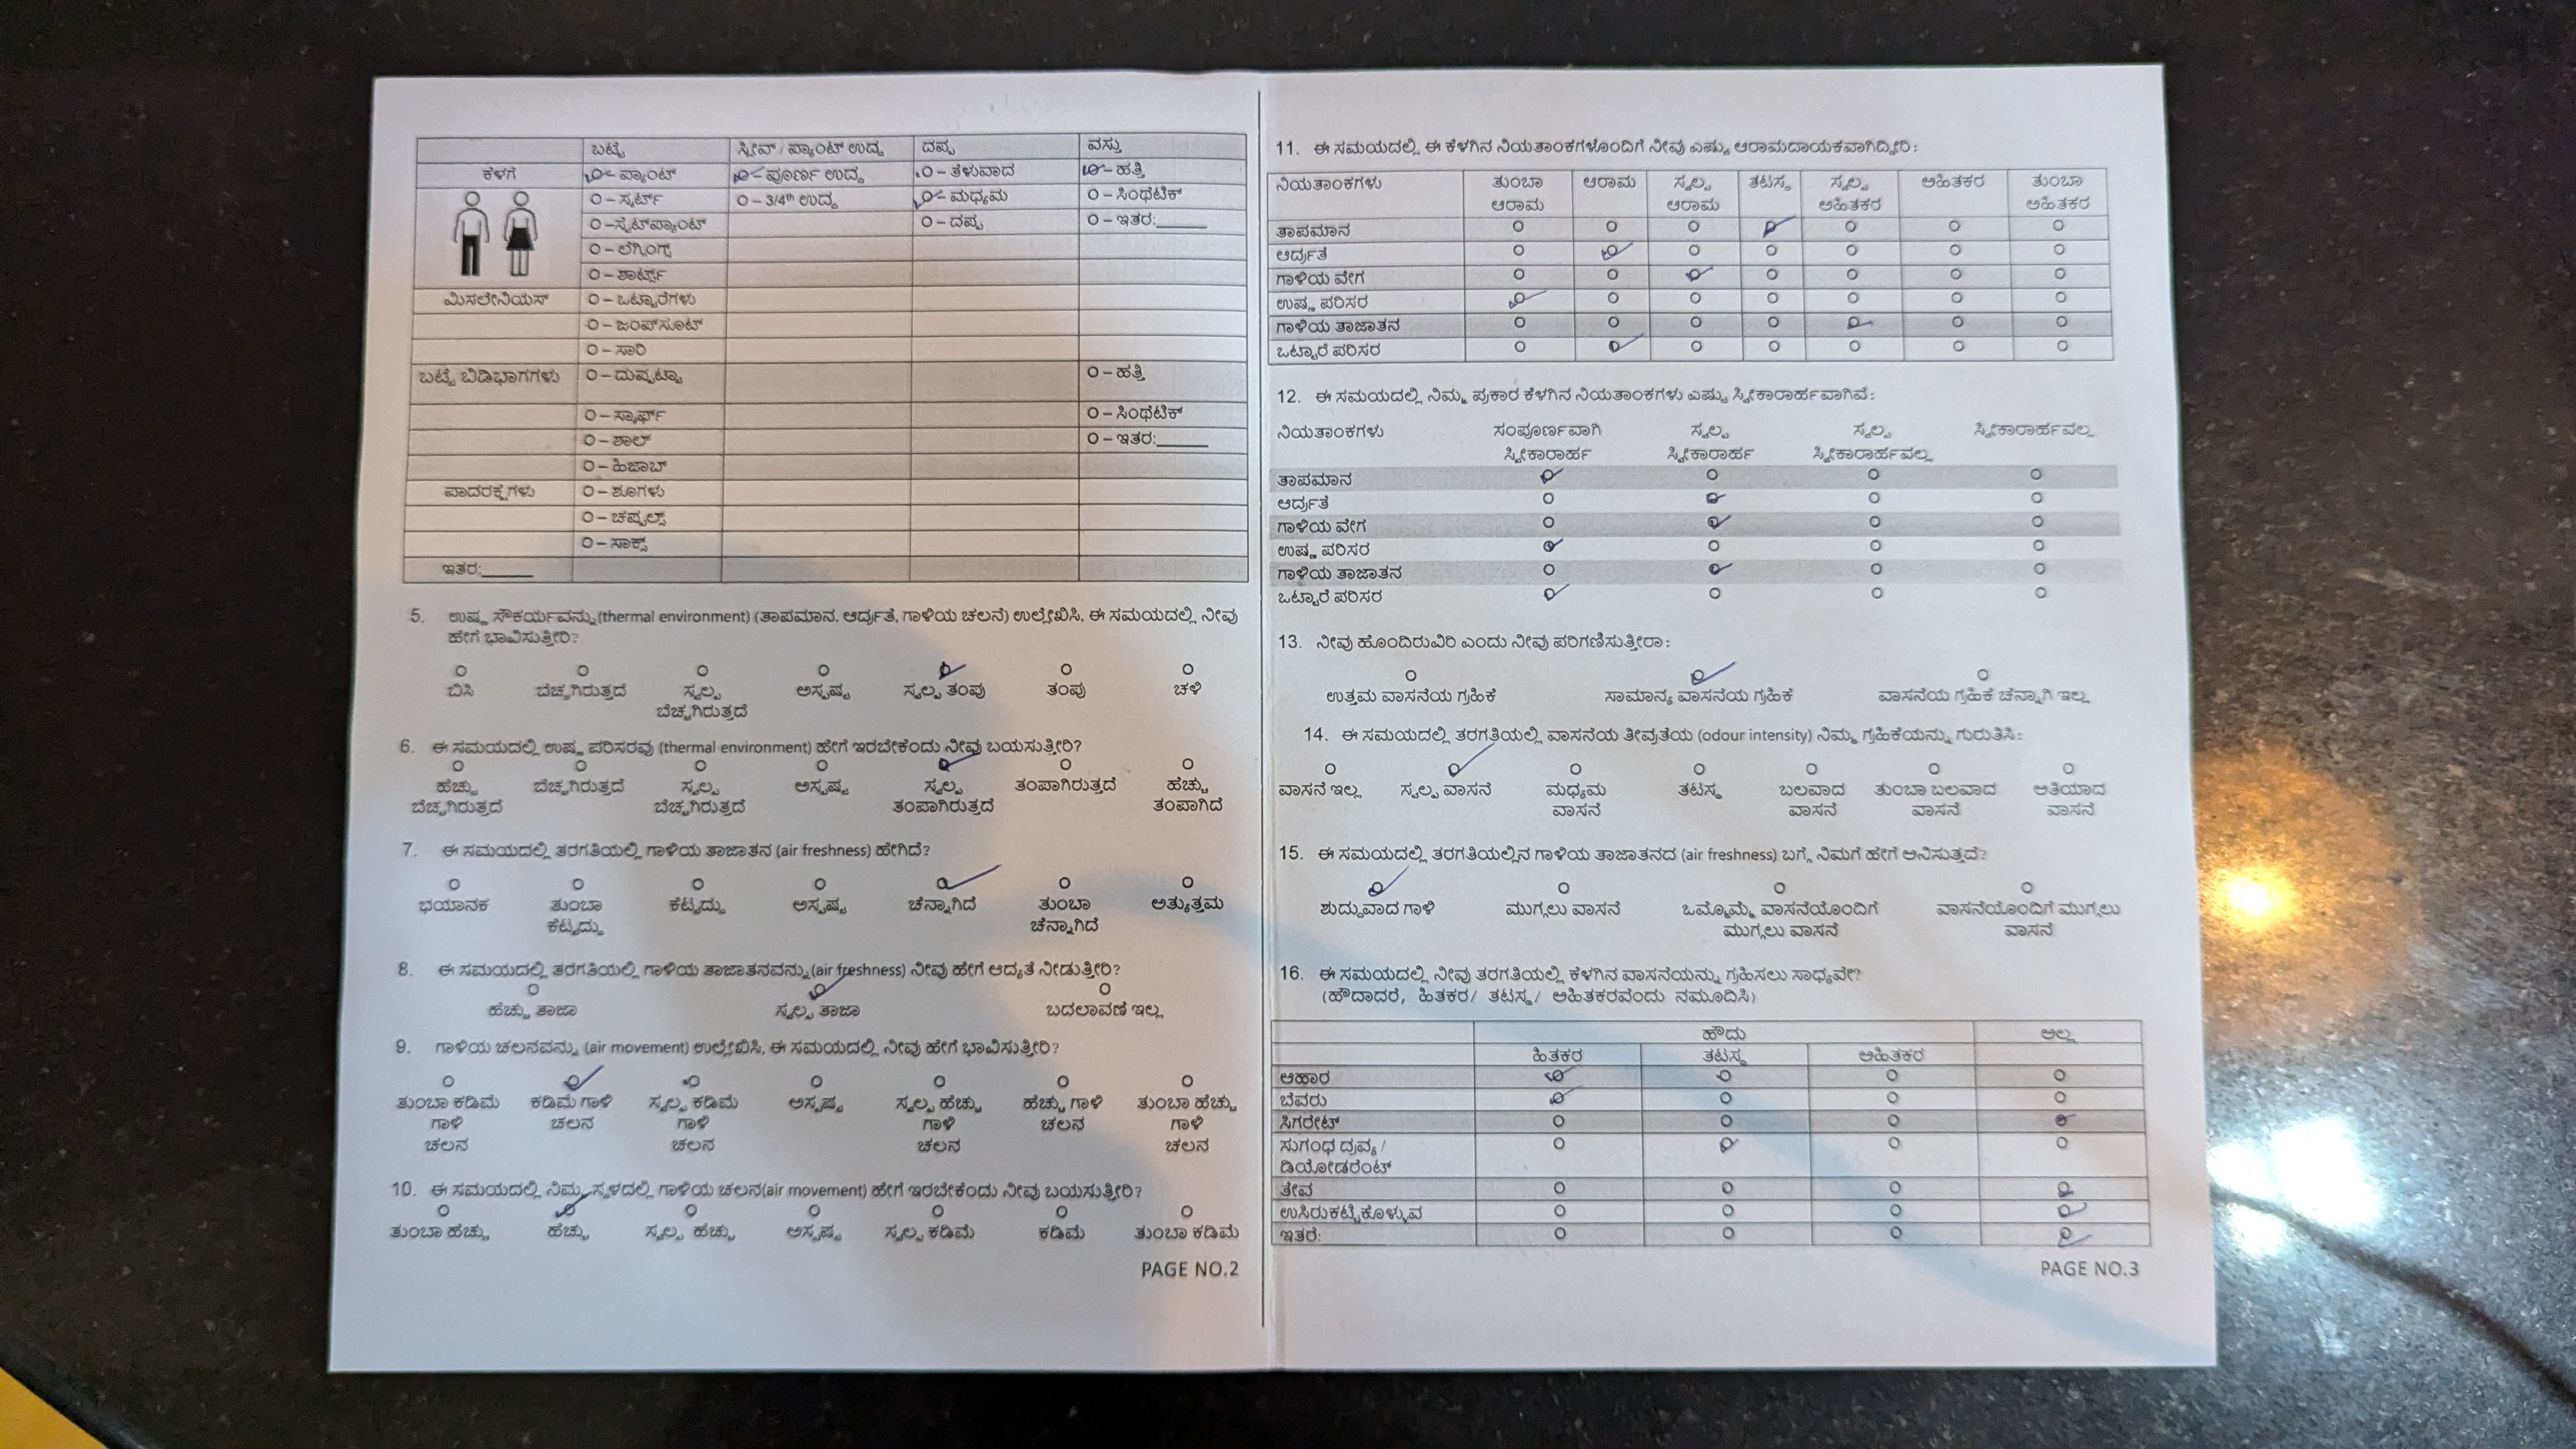 ಬಟ್ಟೆ ಸ್ಲೀವ್ / ಪ್ಯಾಂಟ್ ಉದ್ದ ದಪ್ಪ ವಸ್ತು
ಕೆಳಗೆ O – ಪ್ಯಾಂಟ್ O – ಪೂರ್ಣ ಉದ್ದ O – ತೆಳುವಾದ O – ಹತ್ತಿ
O – ಸ್ಕರ್ಟ್ O – 3/4th ಉದ್ದ O – ಮಧ್ಯಮ O – ಸಿಂಥೆಟಿಕ್
O –ಸ್ವೆಟ್‌ಪ್ಯಾಂಟ್ O – ದಪ್ಪ O – ಇತರ:______
O – ಲೆಗ್ಗಿಂಗ್ಸ್
O – ಶಾರ್ಟ್ಸ್
ಮಿಸಲೇನಿಯಸ್ O – ಒಟ್ಟಾರೆಗಳು
O – ಜಂಪ್‌ಸೂಟ್
O – ಸಾರಿ
ಬಟ್ಟೆ ಬಿಡಿಭಾಗಗಳು O – ದುಪ್ಪಟ್ಟಾ O – ಹತ್ತಿ
O – ಸ್ಕಾರ್ಫ್ O – ಸಿಂಥೆಟಿಕ್
O – ಶಾಲ್ O – ಇತರ:______
O – ಹಿಜಾಬ್
ಪಾದರಕ್ಷೆಗಳು O – ಶೂಗಳು
O – ಚಪ್ಪಲ್ಸ್
O – ಸಾಕ್ಸ್
ಇತರ:______
5. ಉಷ್ಣ ಸೌಕರ್ಯವನ್ನು (thermal environment) (ತಾಪಮಾನ, ಆರ್ದ್ರತೆ, ಗಾಳಿಯ ಚಲನೆ) ಉಲ್ಲೇಖಿಸಿ, ಈ ಸಮಯದಲ್ಲಿ ನೀವು
ಹೇಗೆ ಭಾವಿಸುತ್ತೀರಿ?
ಬಿಸಿ ಬೆಚ್ಚಗಿರುತ್ತದೆ ಸ್ವಲ್ಪ ಅಸ್ಪಷ್ಟ ಸ್ವಲ್ಪ ತಂಪು ತಂಪು ಚಳಿ
ಬೆಚ್ಚಗಿರುತ್ತದೆ
6. ಈ ಸಮಯದಲ್ಲಿ ಉಷ್ಣ ಪರಿಸರವು (thermal environment) ಹೇಗೆ ಇರಬೇಕೆಂದು ನೀವು ಬಯಸುತ್ತೀರಿ?
ಹೆಚ್ಚು ಬೆಚ್ಚಗಿರುತ್ತದೆ ಸ್ವಲ್ಪ ಅಸ್ಪಷ್ಟ ಸ್ವಲ್ಪ ತಂಪಾಗಿರುತ್ತದೆ ಹೆಚ್ಚು
ಬೆಚ್ಚಗಿರುತ್ತದೆ ಬೆಚ್ಚಗಿರುತ್ತದೆ ತಂಪಾಗಿರುತ್ತದೆ ತಂಪಾಗಿದೆ
7. ಈ ಸಮಯದಲ್ಲಿ ತರಗತಿಯಲ್ಲಿ ಗಾಳಿಯ ತಾಜಾತನ (air freshness) ಹೇಗಿದೆ?
ಭಯಾನಕ ತುಂಬಾ ಕೆಟ್ಟದ್ದು ಅಸ್ಪಷ್ಟ ಚೆನ್ನಾಗಿದೆ ತುಂಬಾ ಅತ್ಯುತ್ತಮ
ಕೆಟ್ಟದ್ದು ಚೆನ್ನಾಗಿದೆ
8. ಈ ಸಮಯದಲ್ಲಿ ತರಗತಿಯಲ್ಲಿ ಗಾಳಿಯ ತಾಜಾತನವನ್ನು (air freshness) ನೀವು ಹೇಗೆ ಆದ್ಯತೆ ನೀಡುತ್ತೀರಿ?
ಹೆಚ್ಚು ತಾಜಾ ಸ್ವಲ್ಪ ತಾಜಾ ಬದಲಾವಣೆ ಇಲ್ಲ
9. ಗಾಳಿಯ ಚಲನವನ್ನು (air movement) ಉಲ್ಲೇಖಿಸಿ, ಈ ಸಮಯದಲ್ಲಿ ನೀವು ಹೇಗೆ ಭಾವಿಸುತ್ತೀರಿ?
ತುಂಬಾ ಕಡಿಮೆ ಕಡಿಮೆ ಗಾಳಿ ಸ್ವಲ್ಪ ಕಡಿಮೆ ಅಸ್ಪಷ್ಟ ಸ್ವಲ್ಪ ಹೆಚ್ಚು ಹೆಚ್ಚು ಗಾಳಿ ತುಂಬಾ ಹೆಚ್ಚು
ಗಾಳಿ ಚಲನ ಗಾಳಿ ಗಾಳಿ ಚಲನ ಗಾಳಿ
ಚಲನ ಚಲನ ಚಲನ ಚಲನ
10. ಈ ಸಮಯದಲ್ಲಿ ನಿಮ್ಮ ಸ್ಥಳದಲ್ಲಿ ಗಾಳಿಯ ಚಲನ(air movement) ಹೇಗೆ ಇರಬೇಕೆಂದು ನೀವು ಬಯಸುತ್ತೀರಿ?
ತುಂಬಾ ಹೆಚ್ಚು ಹೆಚ್ಚು ಸ್ವಲ್ಪ ಹೆಚ್ಚು ಅಸ್ಪಷ್ಟ ಸ್ವಲ್ಪ ಕಡಿಮೆ ಕಡಿಮೆ ತುಂಬಾ ಕಡಿಮೆ
PAGE NO.2
11. ಈ ಸಮಯದಲ್ಲಿ ಈ ಕೆಳಗಿನ ನಿಯತಾಂಕಗಳೊಂದಿಗೆ ನೀವು ಎಷ್ಟು ಆರಾಮದಾಯಕವಾಗಿದ್ದೀರಿ:
ನಿಯತಾಂಕಗಳು ತುಂಬಾ ಆರಾಮ ಸ್ವಲ್ಪ ತಟಸ್ಥ ಸ್ವಲ್ಪ ಅಹಿತಕರ ತುಂಬಾ
ಆರಾಮ ಆರಾಮ ಅಹಿತಕರ ಅಹಿತಕರ
ತಾಪಮಾನ
ಆರ್ದ್ರತೆ
ಗಾಳಿಯ ವೇಗ
ಉಷ್ಣ ಪರಿಸರ
ಗಾಳಿಯ ತಾಜಾತನ
ಒಟ್ಟಾರೆ ಪರಿಸರ
12. ಈ ಸಮಯದಲ್ಲಿ ನಿಮ್ಮ ಪ್ರಕಾರ ಕೆಳಗಿನ ನಿಯತಾಂಕಗಳು ಎಷ್ಟು ಸ್ವೀಕಾರಾರ್ಹವಾಗಿವೆ:
ನಿಯತಾಂಕಗಳು ಸಂಪೂರ್ಣವಾಗಿ ಸ್ವಲ್ಪ ಸ್ವಲ್ಪ ಸ್ವೀಕಾರಾರ್ಹವಲ್ಲ
ಸ್ವೀಕಾರಾರ್ಹ ಸ್ವೀಕಾರಾರ್ಹ ಸ್ವೀಕಾರಾರ್ಹವಲ್ಲ
ತಾಪಮಾನ
ಆರ್ದ್ರತೆ
ಗಾಳಿಯ ವೇಗ
ಉಷ್ಣ ಪರಿಸರ
ಗಾಳಿಯ ತಾಜಾತನ
ಒಟ್ಟಾರೆ ಪರಿಸರ
13. ನೀವು ಹೊಂದಿರುವಿರಿ ಎಂದು ನೀವು ಪರಿಗಣಿಸುತ್ತೀರಾ:
ಉತ್ತಮ ವಾಸನೆಯ ಗ್ರಹಿಕೆ ಸಾಮಾನ್ಯ ವಾಸನೆಯ ಗ್ರಹಿಕೆ ವಾಸನೆಯ ಗ್ರಹಿಕೆ ಚೆನ್ನಾಗಿ ಇಲ್ಲ
14. ಈ ಸಮಯದಲ್ಲಿ ತರಗತಿಯಲ್ಲಿ ವಾಸನೆಯ ತೀವ್ರತೆಯ (odour intensity) ನಿಮ್ಮ ಗ್ರಹಿಕೆಯನ್ನು ಗುರುತಿಸಿ:
ವಾಸನೆ ಇಲ್ಲ ಸ್ವಲ್ಪ ವಾಸನೆ ಮಧ್ಯಮ ತಟಸ್ಥ ಬಲವಾದ ತುಂಬಾ ಬಲವಾದ ಅತಿಯಾದ
ವಾಸನೆ ವಾಸನೆ ವಾಸನೆ ವಾಸನೆ
15. ಈ ಸಮಯದಲ್ಲಿ ತರಗತಿಯಲ್ಲಿನ ಗಾಳಿಯ ತಾಜಾತನದ (air freshness) ಬಗ್ಗೆ ನಿಮಗೆ ಹೇಗೆ ಅನಿಸುತ್ತದೆ?
ಶುದ್ಧವಾದ ಗಾಳಿ ಮುಗ್ಗಲು ವಾಸನೆ ಒಮ್ಮೊಮ್ಮೆ ವಾಸನೆಯೊಂದಿಗೆ ವಾಸನೆಯೊಂದಿಗೆ ಮುಗ್ಗಲು
ಮುಗ್ಗಲು ವಾಸನೆ ವಾಸನೆ
16. ಈ ಸಮಯದಲ್ಲಿ ನೀವು ತರಗತಿಯಲ್ಲಿ ಕೆಳಗಿನ ವಾಸನೆಯನ್ನು ಗ್ರಹಿಸಲು ಸಾಧ್ಯವೇ?
(ಹೌದಾದರೆ, ಹಿತಕರ/ ತಟಸ್ಥ/ ಅಹಿತಕರವೆಂದು ನಮೂದಿಸಿ)
ಹೌದು ಅಲ್ಲ
ಹಿತಕರ ತಟಸ್ಥ ಅಹಿತಕರ
ಆಹಾರ
ಬೆವರು
ಸಿಗರೇಟ್
ಸುಗಂಧ ದ್ರವ್ಯ /
ಡಿಯೋಡರೆಂಟ್
ತೇವ
ಉಸಿರುಕಟ್ಟಿಕೊಳ್ಳುವ
ಇತರೆ:
PAGE NO.3